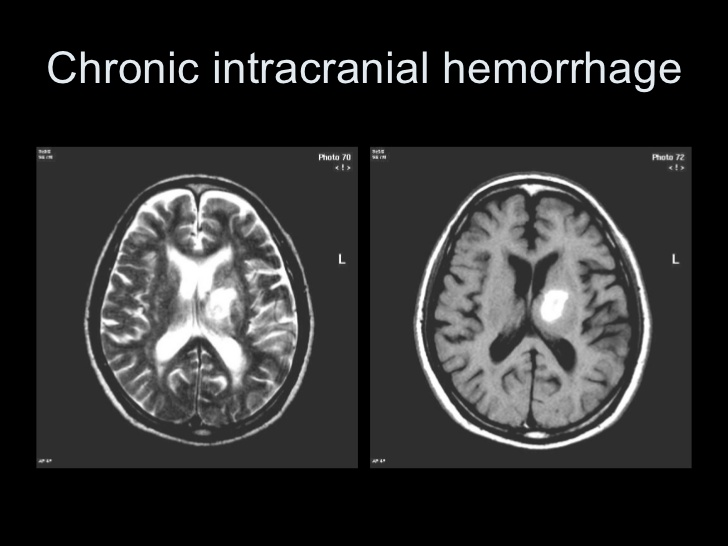 Chronic intracranial hemorrhage
Photo 70
< ! >
L
Photo 72
< ! >
L